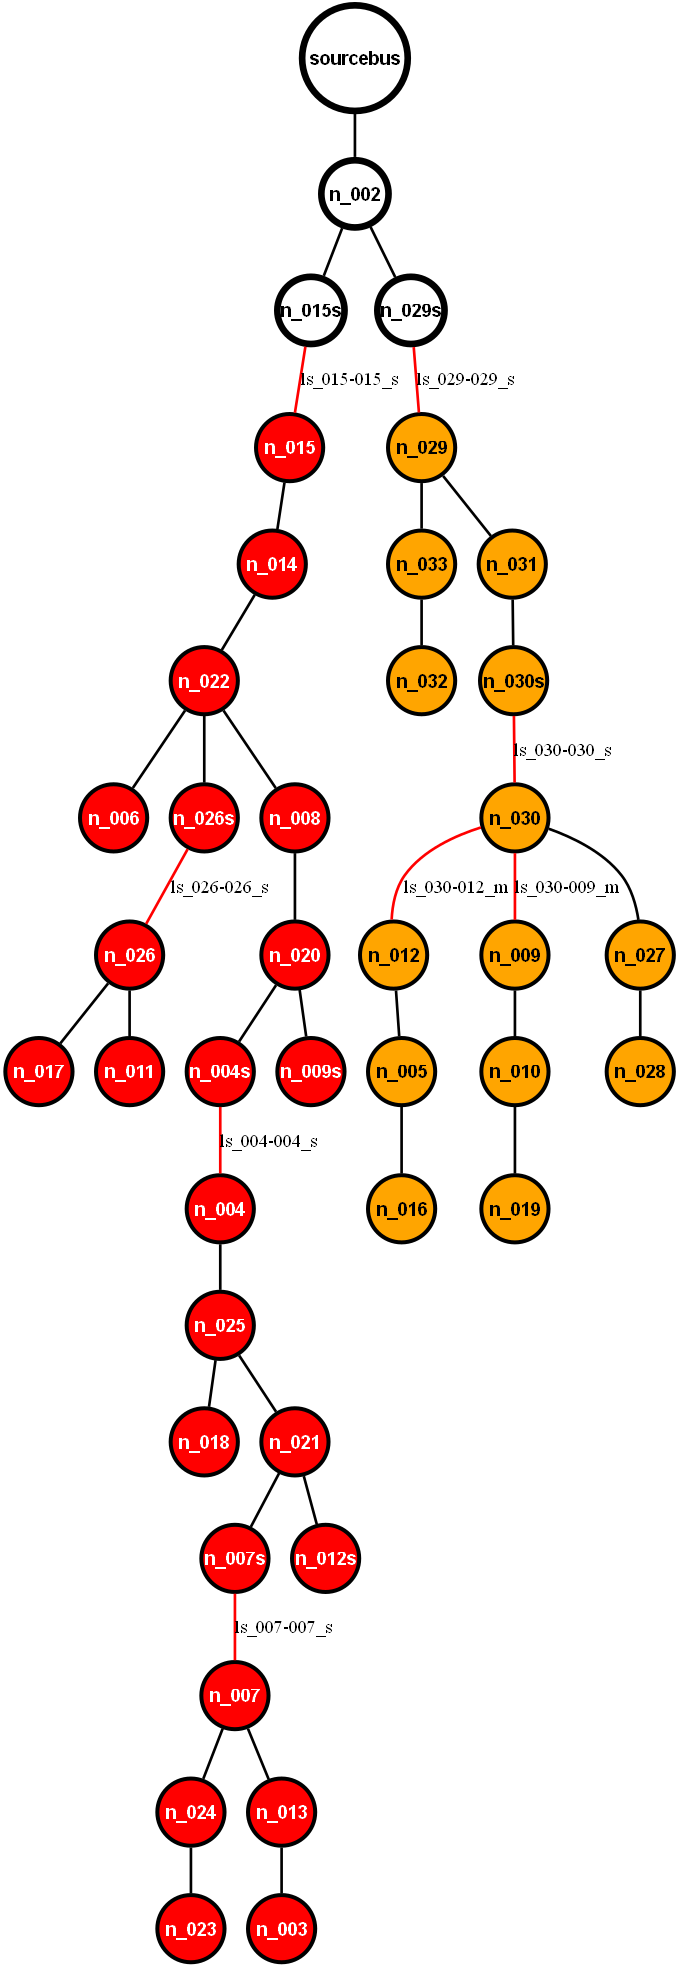 sourcebus
n_002
n_015s n_029s
ls_015-015_s ls_029-029_s
n_015 n_029
n_014 n_033 n_031
n_022 n_032 n_030s
ls_030-030_s
n_006 n_026s n_008 n_030
ls_026-026_s ls_030-012_m ls_030-009_m
n_026 n_020 n_012 n_009 n_027
n_017 n_011 n_004s n_009s n_005 n_010 n_028
ls_004-004_s
n_004 n_016 n_019
n_025
n_018 n_021
n_007s n_012s
ls_007-007_s
n_007
n_024 n_013
n_023 n_003